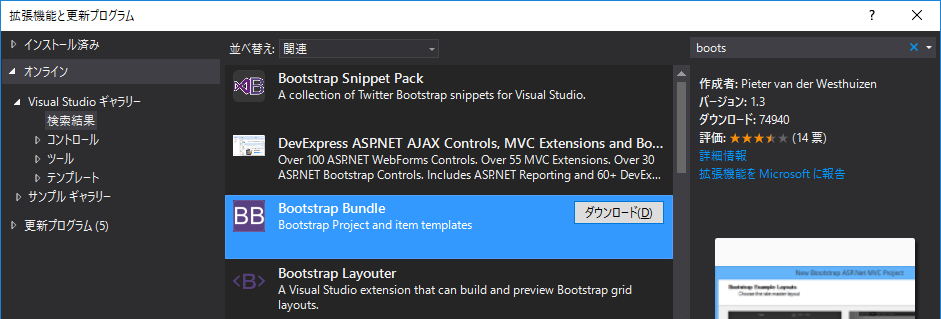 拡張機能と更新プログラム
?
インストール済み
オンライン
Visual Studio ギャラリー
検索結果
コントロール
ツール
テンプレート
サンプル ギャラリー
更新プログラム (5)
並べ替え: 関連
Bootstrap Snippet Pack
A collection of Twitter Bootstrap snippets for Visual Studio.
DevExpress ASP.NET AJAX Controls, MVC Extensions and Bo...
Over 100 ASP.NET WebForms Controls. Over 55 MVC Extensions. Over 30
ASP.NET Bootstrap Controls. Includes ASP.NET Reporting and 60+ DevEx...
BB
Bootstrap Bundle
Bootstrap Project and item templates
ダウンロード(D)
<B>
Bootstrap Layouter
A Visual Studio extension that can build and preview Bootstrap grid
layouts.
boots
作成者: Pieter van der Westhuizen
バージョン: 1.3
ダウンロード: 74940
評価: (14 票)
詳細情報
拡張機能を Microsoft に報告
New Bootstrap ASP.Net MVC Project
Bootstrap Example Layouts
Choose the site master layout